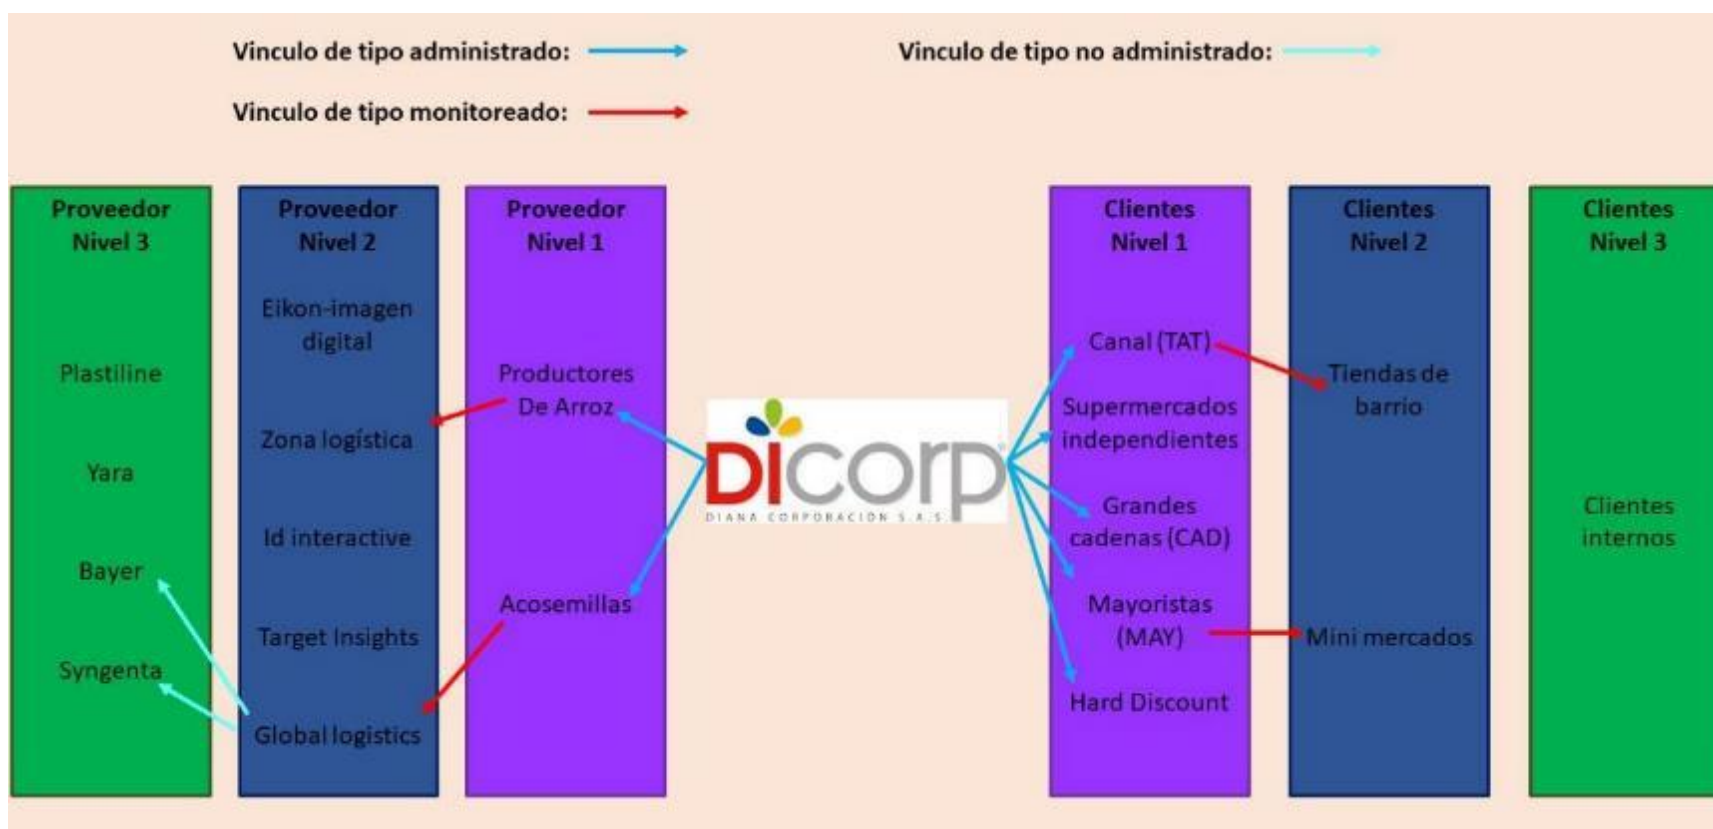 Vinculo de tipo administrado:
Vinculo de tipo no administrado:
Vinculo de tipo monitoreado:
Proveedor
Nivel 3
Plastiline
Yara
Bayer
Syngenta
Proveedor
Nivel 2
Eikon-imagen
digital
Zona logística
Id interactive
Target Insights
Global logistics
Proveedor
Nivel 1
Productores
De Arroz
Acosemillas
DICORP
DIANA CORPORACIÓN S.A.S.
Clientes
Nivel 1
Canal (TAT)
Supermercados
independientes
Grandes
cadenas (CAD)
Mayoristas
(MAY)
Hard Discount
Clientes
Nivel 2
Tiendas de
barrio
Mini mercados
Clientes
Nivel 3
Clientes
internos